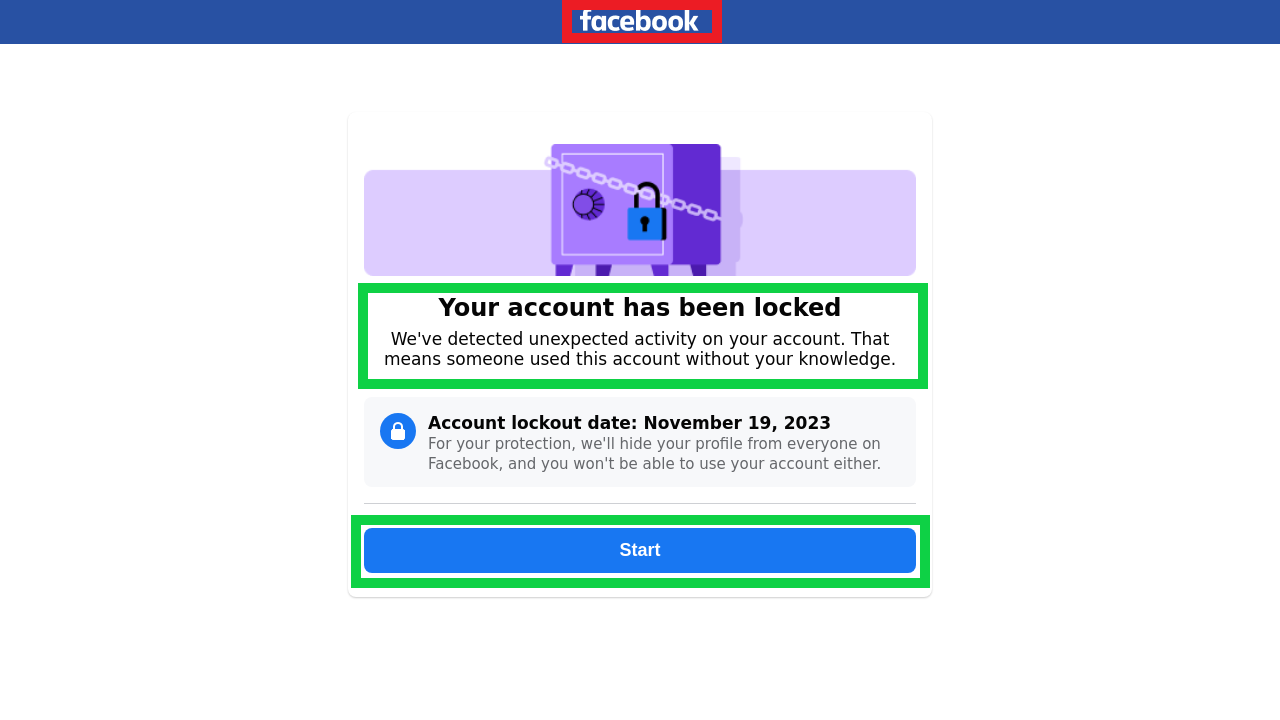 facebook
Your account has been locked
We've detected unexpected activity on your account. That
means someone used this account without your knowledge.
Account lockout date: November 19, 2023
For your protection, we'll hide your profile from everyone on
Facebook, and you won't be able to use your account either.
Start